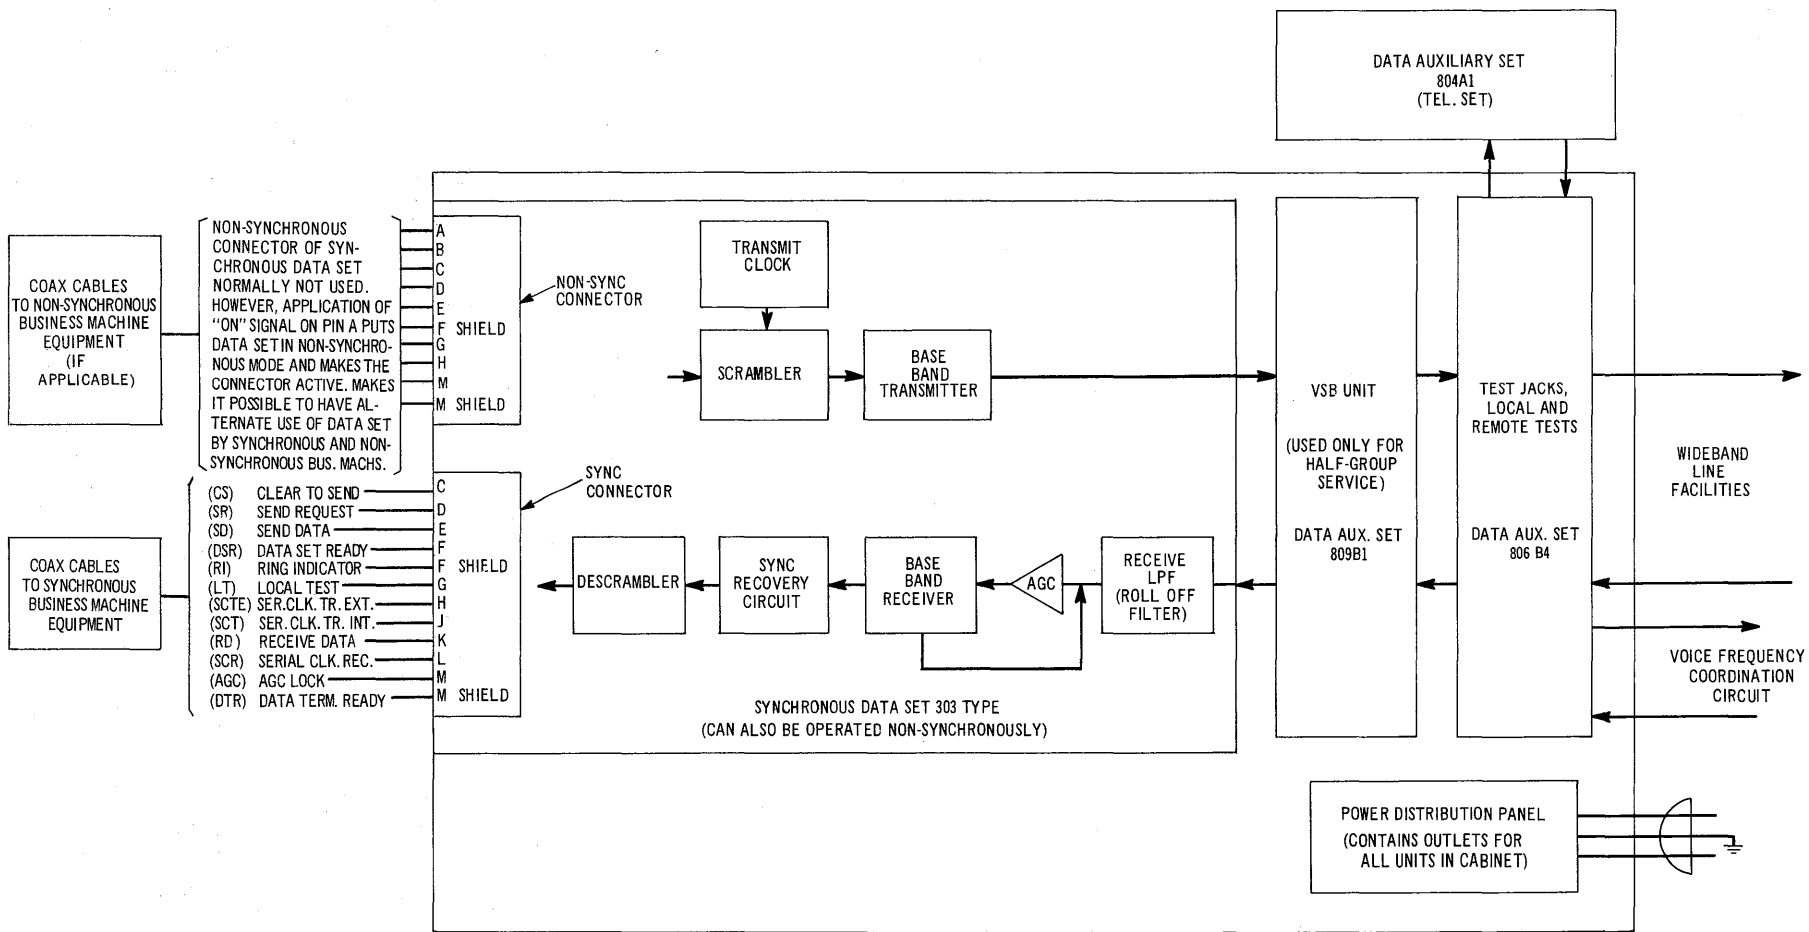 DATA AUXILIARY SET
804A1
(TEL. SET)
COAX CABLES
TO NON-SYNCHRONOUS
BUSINESS MACHINE
EQUIPMENT
(IF
APPLICABLE)
NON-SYNCHRONOUS
CONNECTOR OF SYN-
CHRONOUS DATA SET
NORMALLY NOT USED.
HOWEVER, APPLICATION OF
"ON" SIGNAL ON PIN A PUTS
DATA SET IN NON-SYNCHRO-
NOUS MODE AND MAKES THE
CONNECTOR ACTIVE. MAKES
IT POSSIBLE TO HAVE AL-
TERNATE USE OF DATA SET
BY SYNCHRONOUS AND NON-
SYNCHRONOUS BUS. MACHS.
A
B
C
D
E
F SHIELD
G
H
M
M SHIELD
NON-SYNC
CONNECTOR
TRANSMIT
CLOCK
SCRAMBLER
BASE
BAND
TRANSMITTER
VSB UNIT
(USED ONLY FOR
HALF-GROUP
SERVICE)
DATA AUX. SET
809B1
TEST JACKS,
LOCAL AND
REMOTE TESTS
DATA AUX. SET
806 B4
WIDEBAND
LINE
FACILITIES
VOICE FREQUENCY
COORDINATION
CIRCUIT
COAX CABLES
TO SYNCHRONOUS
BUSINESS MACHINE
EQUIPMENT
(CS) CLEAR TO SEND C
(SR) SEND REQUEST D
(SD) SEND DATA E
(DSR) DATA SET READY F
(RI) RING INDICATOR F SHIELD
(LT) LOCAL TEST G
(SCTE) SER.CLK.TR.EXT. H
(SCT) SER.CLK.TR.INT. J
(RD) RECEIVE DATA K
(SCR) SERIAL CLK.REC. L
(AGC) AGC LOCK M
(DTR) DATA TERM. READY M SHIELD
SYNC
CONNECTOR
DESCRAMBLER
SYNC
RECOVERY
CIRCUIT
BASE
BAND
RECEIVER
AGC
RECEIVE
LPF
(ROLL OFF
FILTER)
SYNCHRONOUS DATA SET 303 TYPE
(CAN ALSO BE OPERATED NON-SYNCHRONOUSLY)
POWER DISTRIBUTION PANEL
(CONTAINS OUTLETS FOR
ALL UNITS IN CABINET)